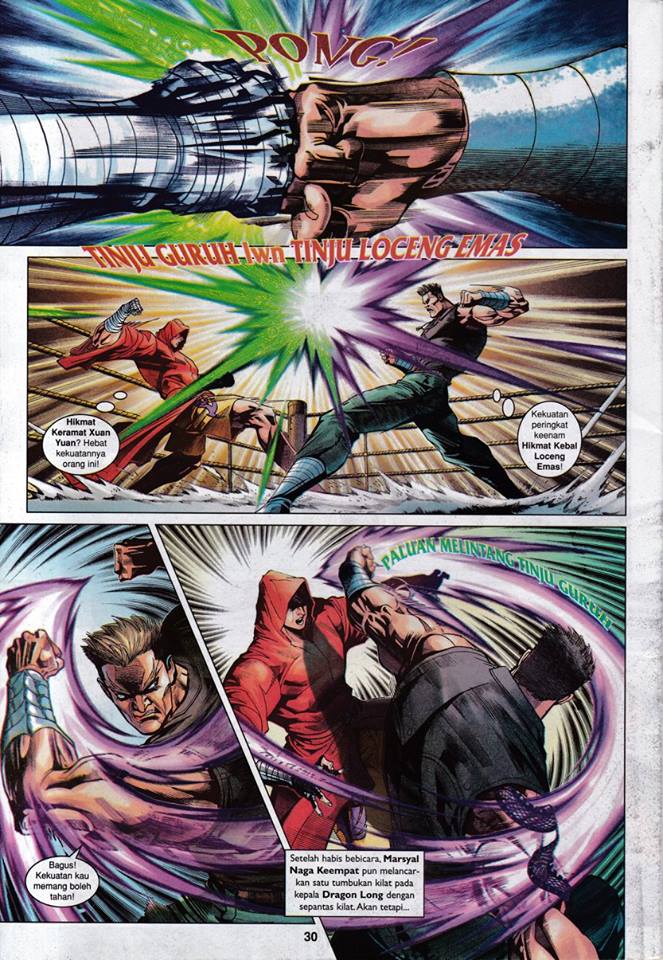 PONG!
TINJU GURUH lwn TINJU LOCENG EMAS
Hikmat
Keramat Xuan
Yuan? Hebat
kekuatannya
orang ini!
Kekuatan
peringkat
keenam
Hikmat Kebal
Loceng
Emas!
PALUAN MELINTANG TINJU GURUH
Bagus!
Kekuatan kau
memang boleh
tahan!
Setelah habis bebicara, Marsyal
Naga Keempat pun melancar-
kan satu tumbukan kilat pada
kepala Dragon Long dengan
sepantas kilat. Akan tetapi...
30